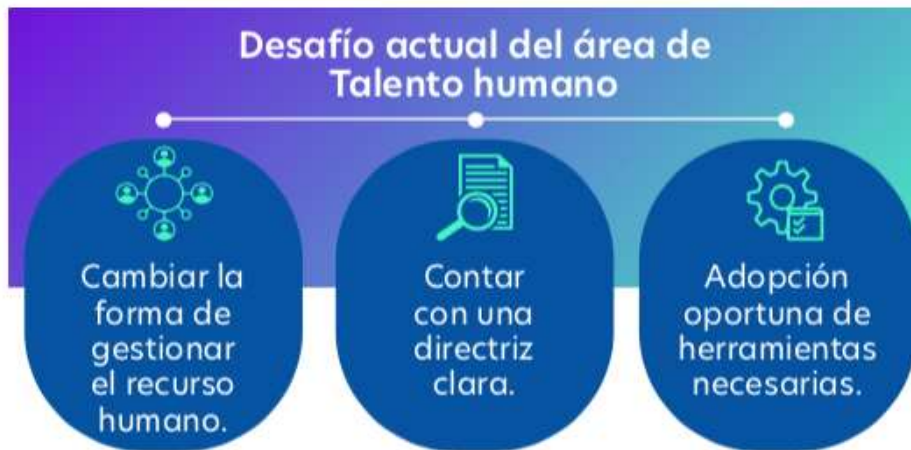 Desafío actual del área de
Talento humano
Cambiar la
forma de
gestionar
el recurso
humano.
Contar
con una
directriz
clara.
Adopción
oportuna de
herramientas
necesarias.